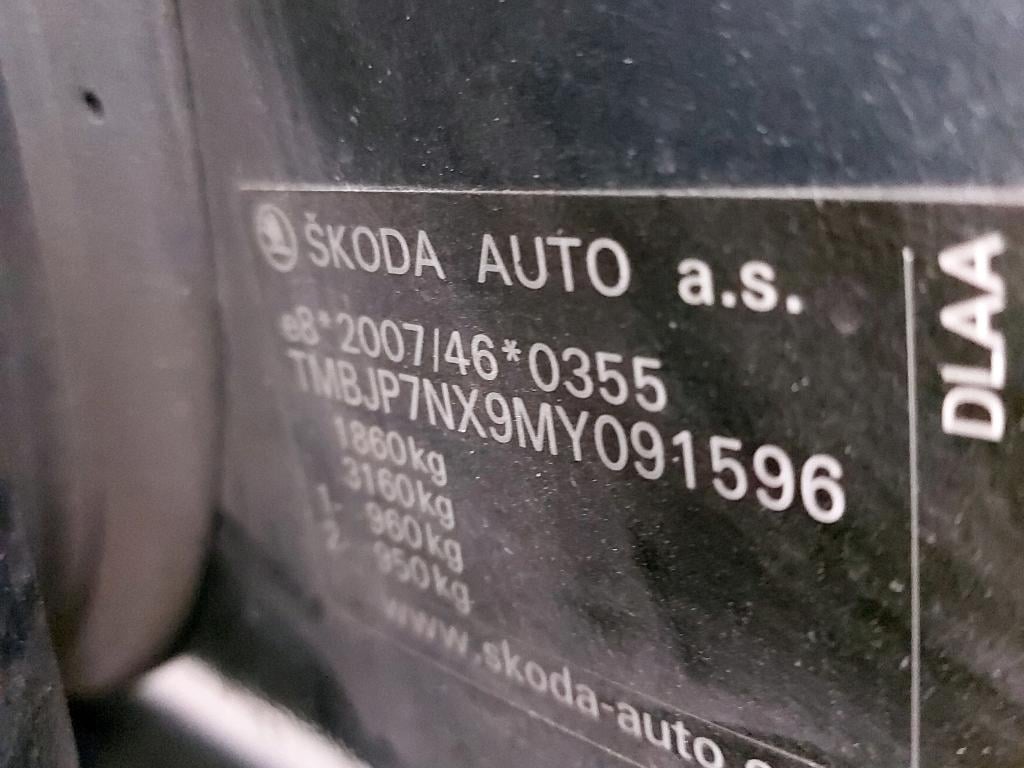 ŠKODA AUTO a.s.
e8*2007/46*0355
TMBJP7NX9MY091596
1860kg
3160kg
1- 960kg
2- 950kg
www.skoda-auto.c
DLAA